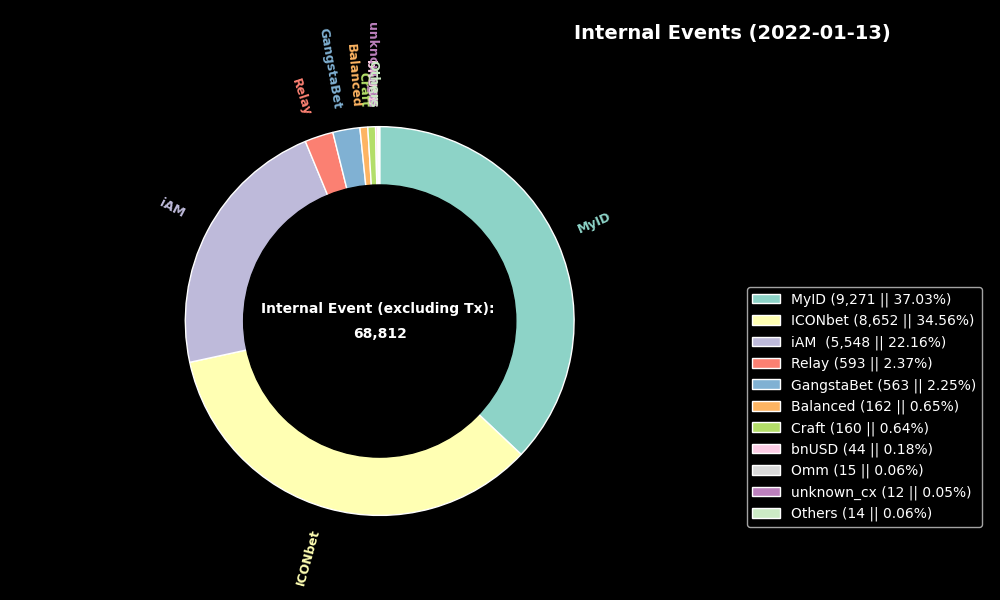 Internal Events (2022-01-13)
GangstaBet
Balanced
Craft
Relay
iAM
MyID
Internal Event (excluding Tx):
68,812
ICONbet
MyID (9,271 || 37.03%)
ICONbet (8,652 || 34.56%)
iAM  (5,548 || 22.16%)
Relay (593 || 2.37%)
GangstaBet (563 || 2.25%)
Balanced (162 || 0.65%)
Craft (160 || 0.64%)
bnUSD (44 || 0.18%)
Omm (15 || 0.06%)
unknown_cx (12 || 0.05%)
Others (14 || 0.06%)